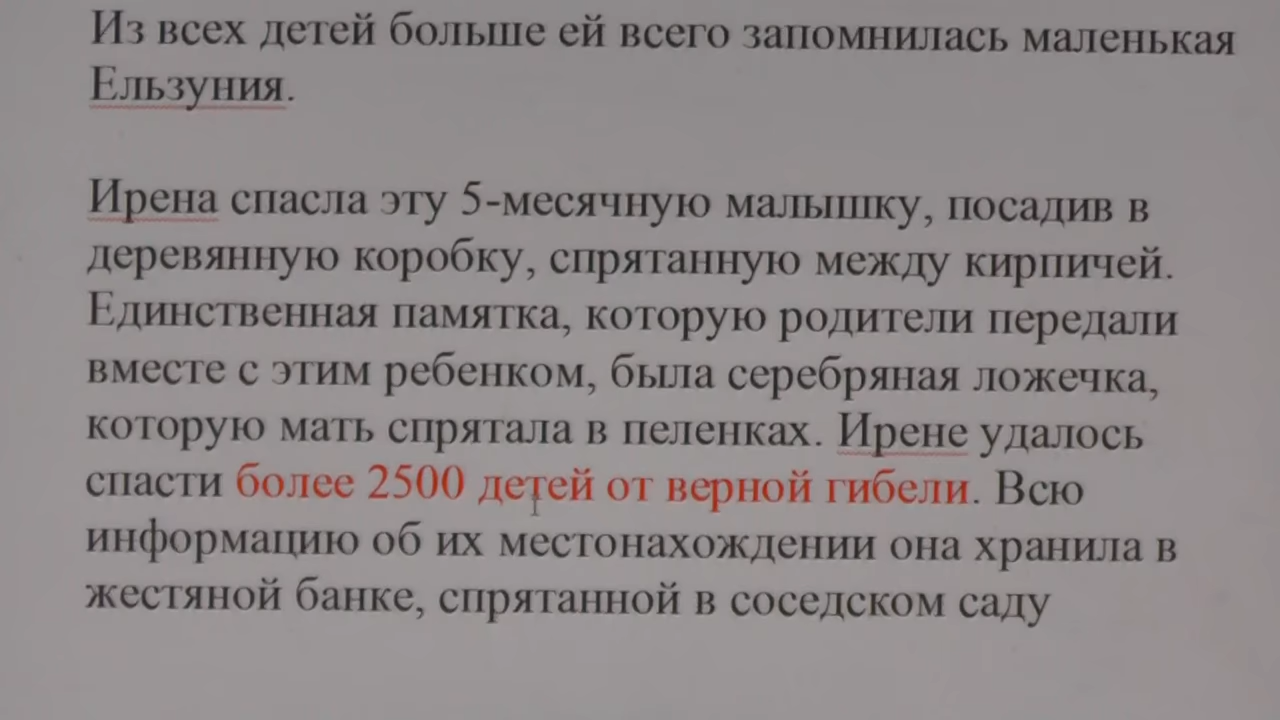 Из всех детей больше ей всего запомнилась маленькая
Ельзуния.
Ирена спасла эту 5-месячную малышку, посадив в
деревянную коробку, спрятанную между кирпичей.
Единственная памятка, которую родители передали
вместе с этим ребенком, была серебряная ложечка,
которую мать спрятала в пеленках. Ирене удалось
спасти более 2500 детей от верной гибели. Всю
информацию об их местонахождении она хранила в
жестяной банке, спрятанной в соседском саду